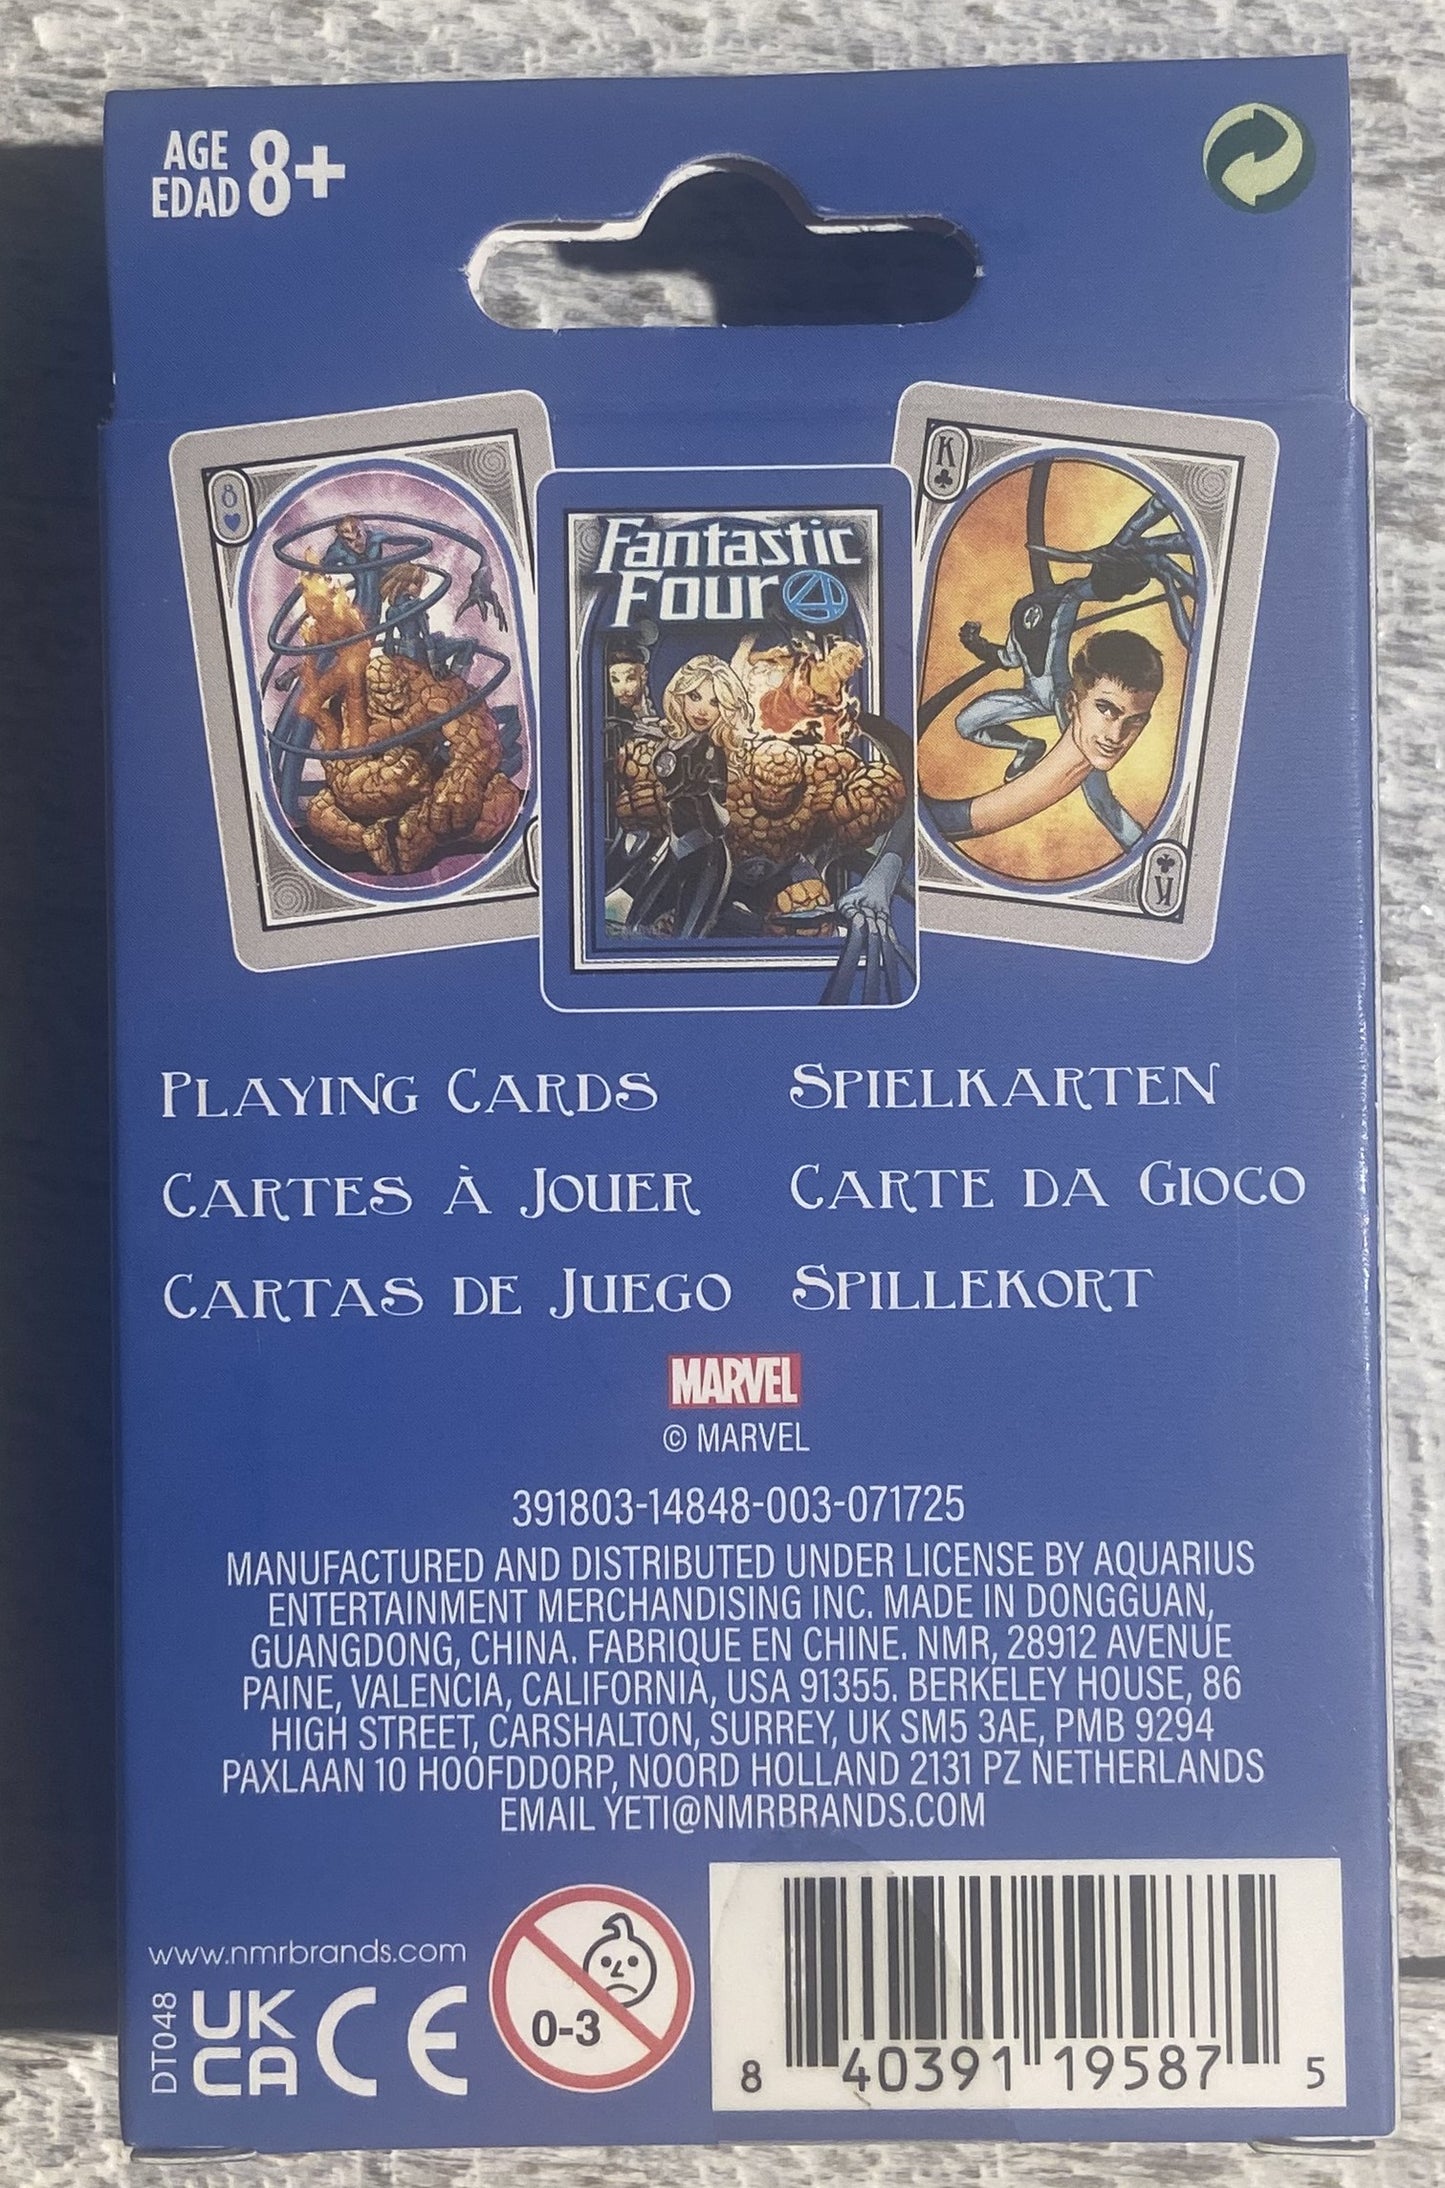 AGE
EDAD 8+
8
Fantastic
Four 4
K
K
PLAYING CARDS
SPIELKARTEN
CARTES À JOUER
CARTE DA GIOCO
CARTAS DE JUEGO
SPILLEKORT
MARVEL
© MARVEL
391803-14848-003-071725
MANUFACTURED AND DISTRIBUTED UNDER LICENSE BY AQUARIUS
ENTERTAINMENT MERCHANDISING INC. MADE IN DONGGUAN,
GUANGDONG, CHINA. FABRIQUE EN CHINE. NMR, 28912 AVENUE
PAINE, VALENCIA, CALIFORNIA, USA 91355. BERKELEY HOUSE, 86
HIGH STREET, CARSHALTON, SURREY, UK SM5 3AE, PMB 9294
PAXLAAN 10 HOOFDDORP, NOORD HOLLAND 2131 PZ NETHERLANDS
EMAIL YETI@NMRBRANDS.COM
www.nmrbrands.com
DT048
UK
CA
CE
0-3
8 40391 19587 5